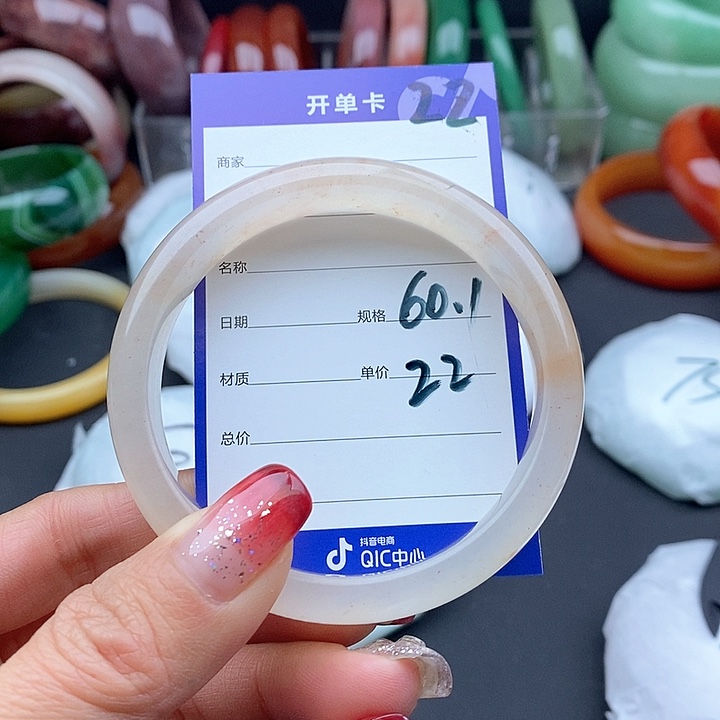 开单卡 22
商家
名称
日期 规格 60.1
材质 单价 22
总价
抖音电商
QIC中心